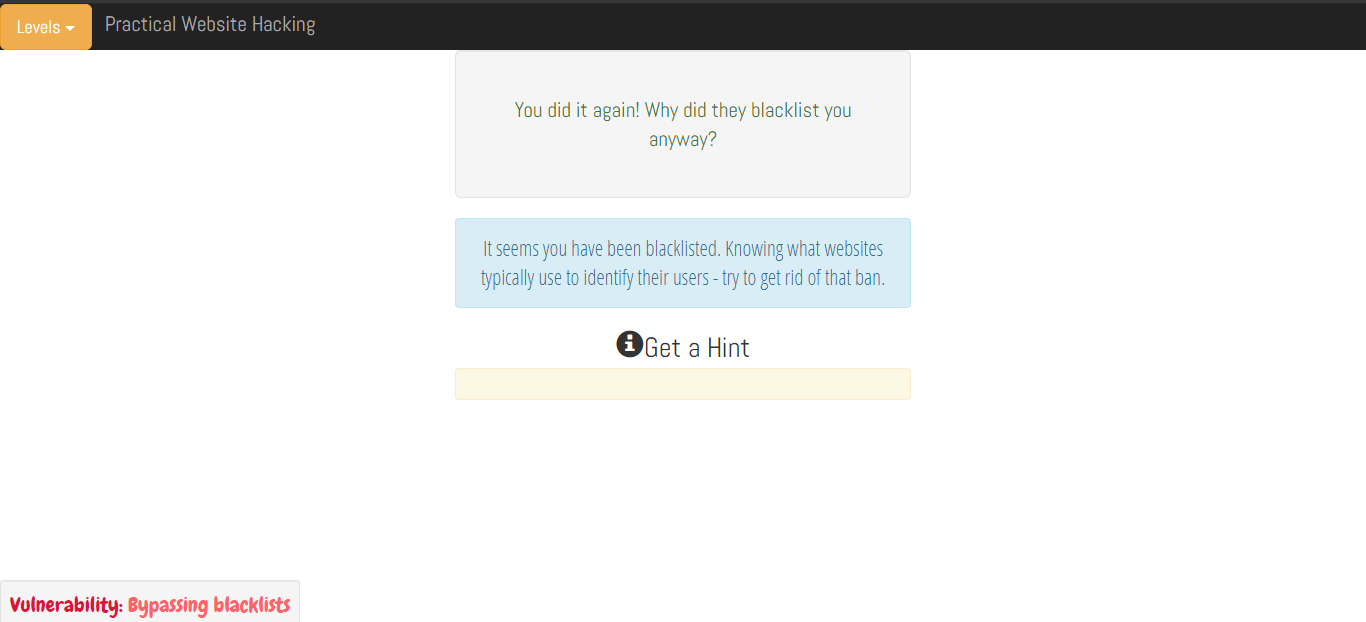 Levels
Practical Website Hacking
You did it again! Why did they blacklist you
anyway?
It seems you have been blacklisted. Knowing what websites
typically use to identify their users - try to get rid of that ban.
Get a Hint
Vulnerability: Bypassing blacklists